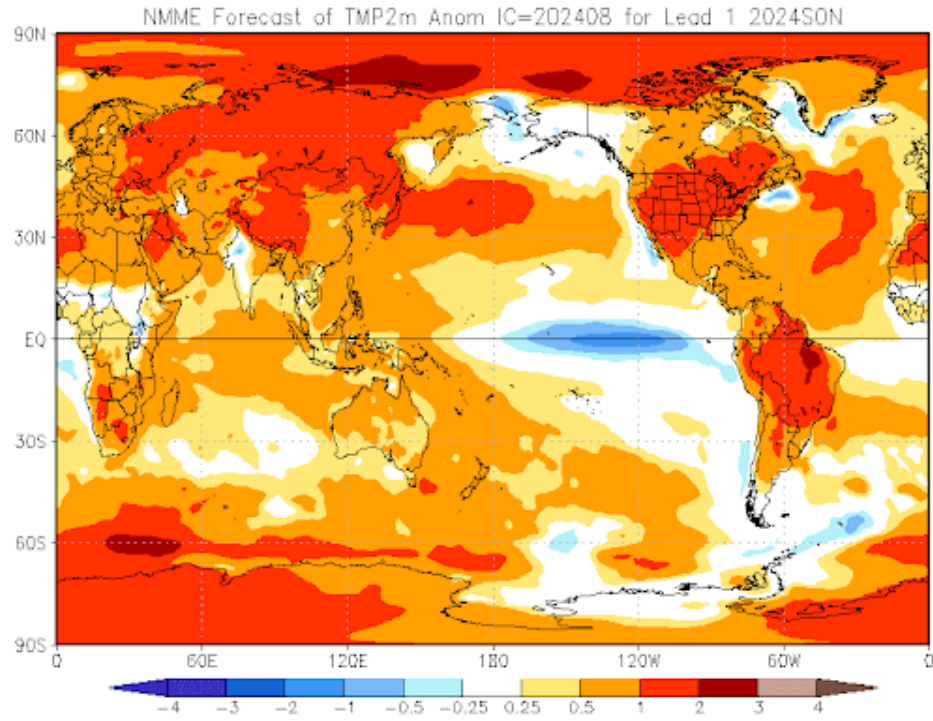 NMME Forecast of TMP2m Anom IC=202408 for Lead 1 2024SON
90N
60N
30N
EQ
30S
60S
90S
0 60E 120E 180 120W 60W 0
-4 -3 -2 -1 -0.5 -0.25 0.25 0.5 1 2 3 4